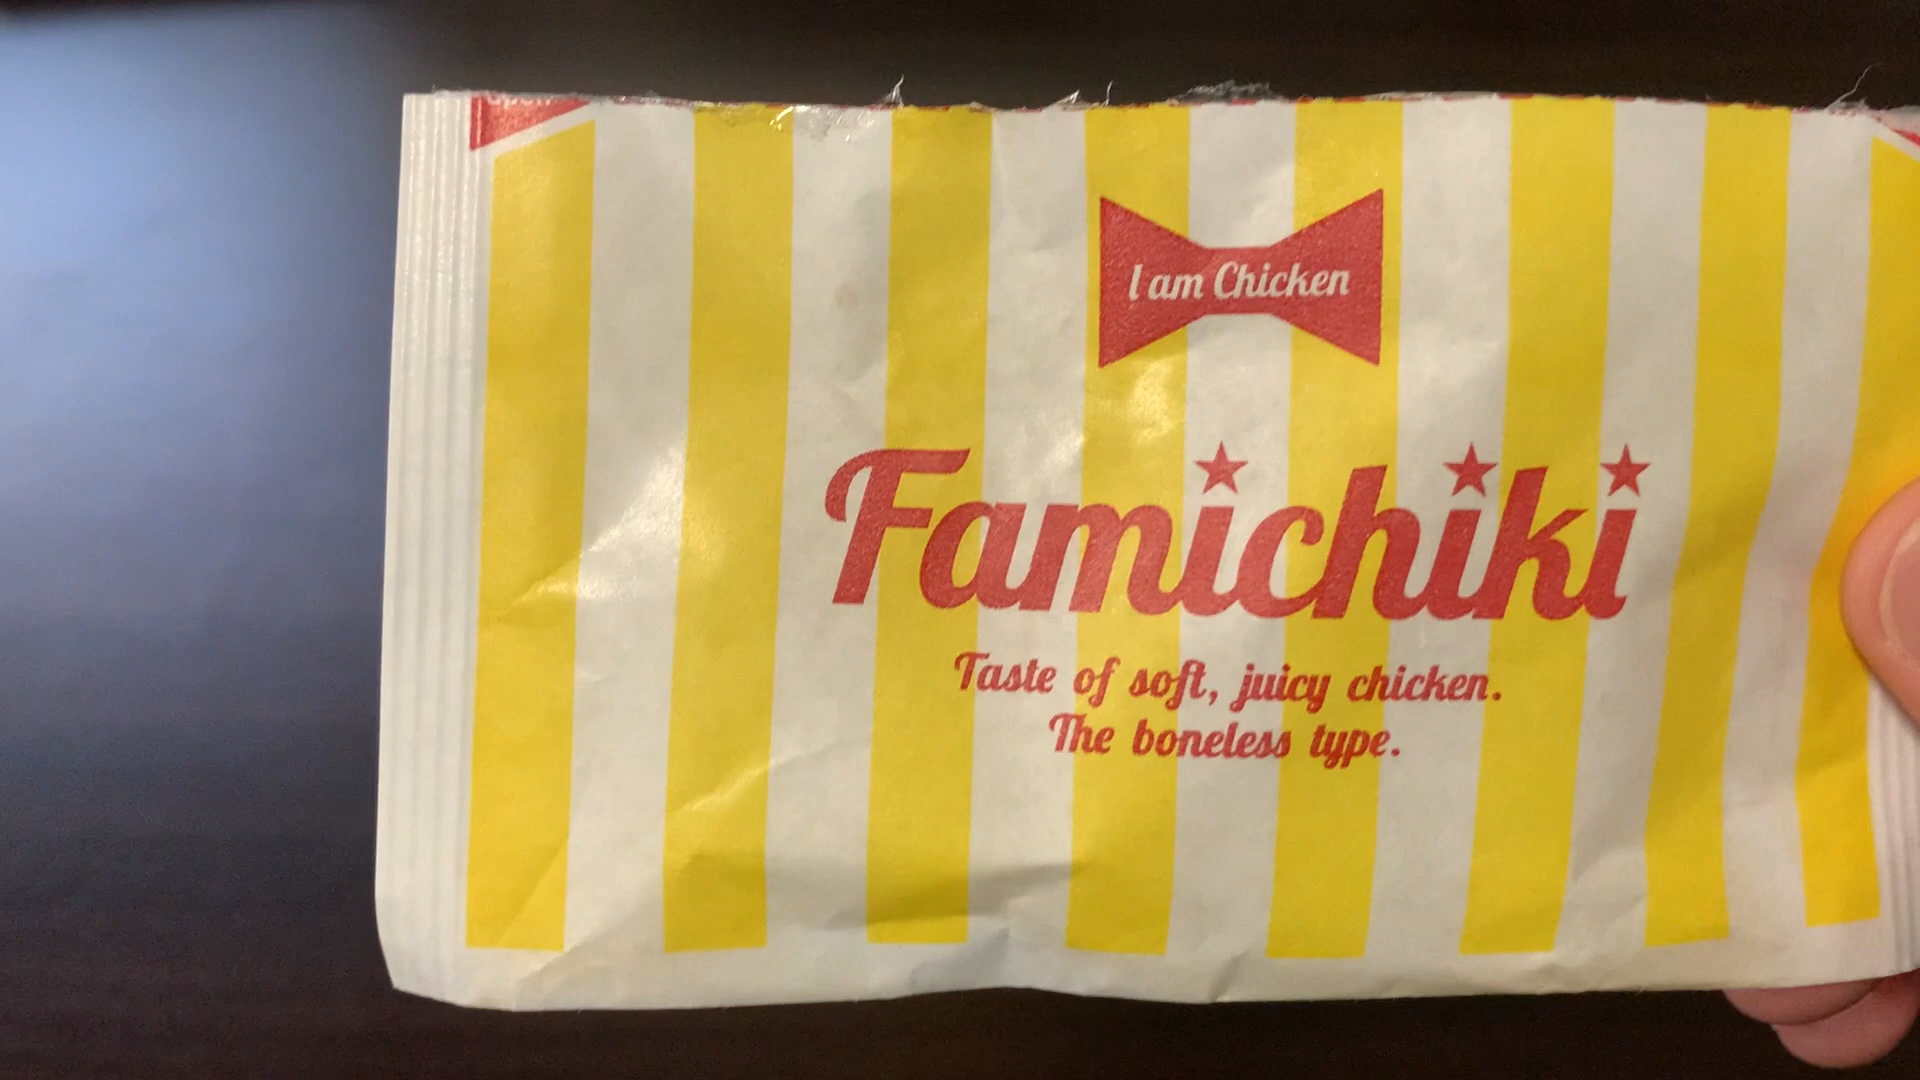 I am Chicken
Famichiki
Taste of soft, juicy chicken.
The boneless type.